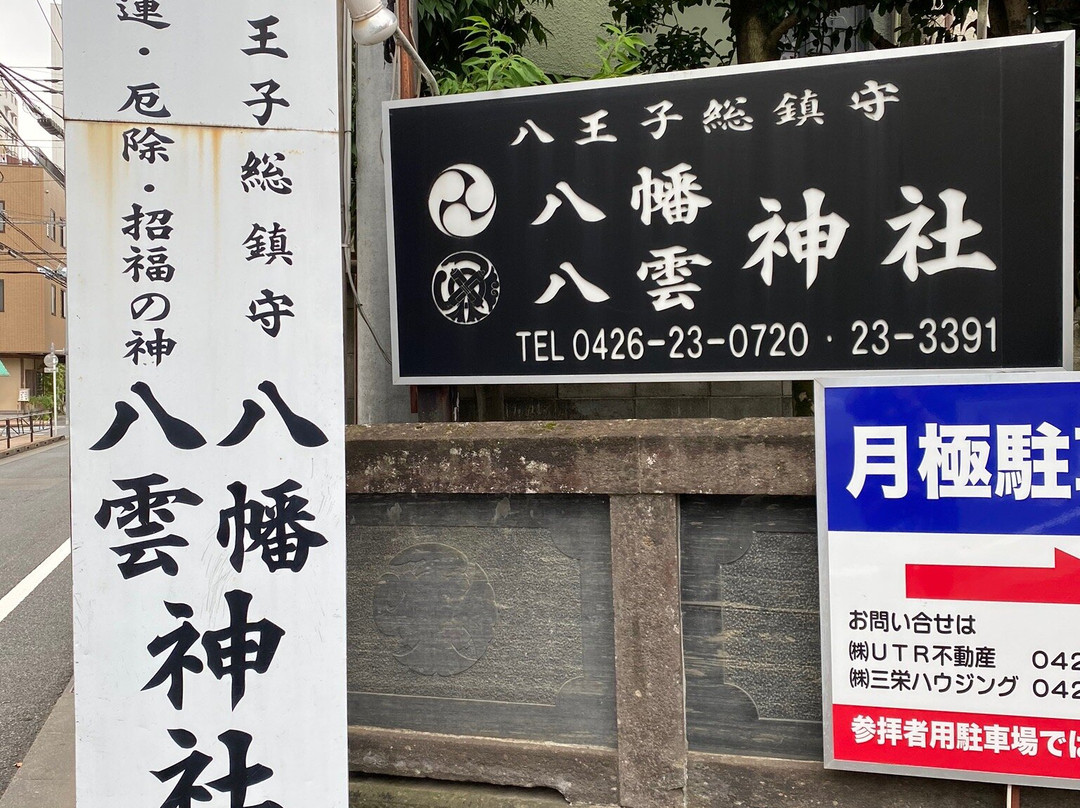 王子総鎮守
運・厄除・招福の神
八幡
八雲
神社
八王子総鎮守
八幡
八雲
神社
TEL 0426-23-0720・23-3391
月極駐
お問い合せは
㈱UTR不動産 042
㈱三栄ハウジング 042
参拝者用駐車場では